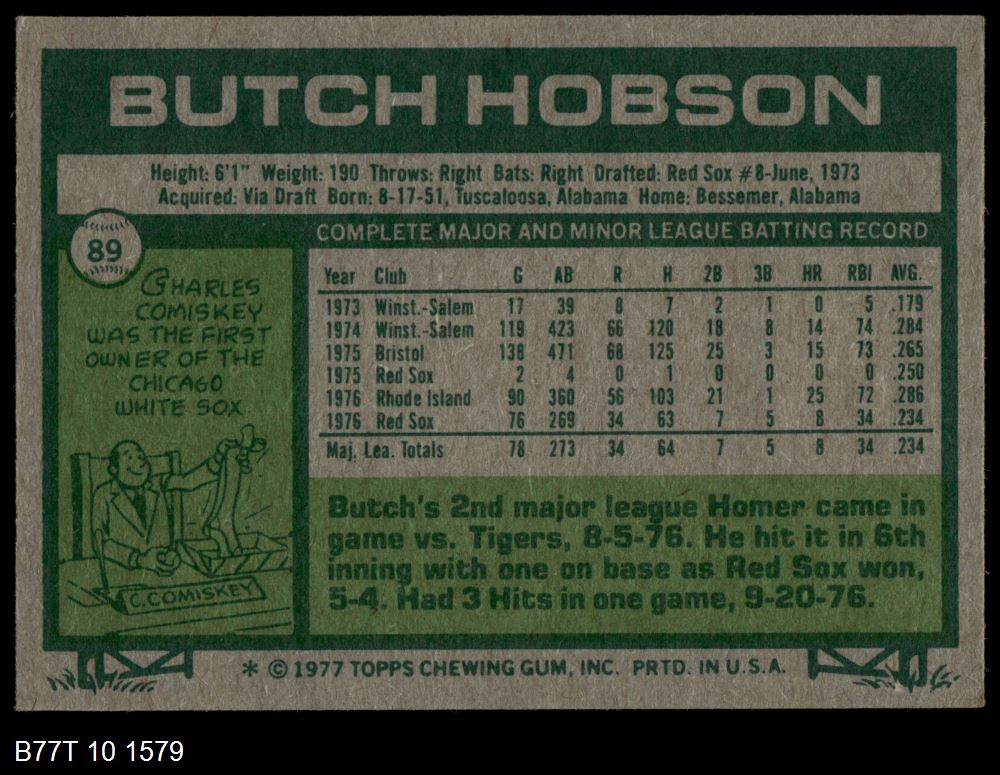 BUTCH HOBSON
Height: 6'1" Weight: 190 Throws: Right Bats: Right Drafted: Red Sox #8-June, 1973
Acquired: Via Draft Born: 8-17-51, Tuscaloosa, Alabama Home: Bessemer, Alabama
89
CHARLES
COMISKEY
WAS THE FIRST
OWNER OF THE
CHICAGO
WHITE SOX.
C. COMISKEY
COMPLETE MAJOR AND MINOR LEAGUE BATTING RECORD
Year Club G AB R H 2B 3B HR RBI AVG.
1973 Winst.-Salem 17 39 8 7 2 1 0 5 .179
1974 Winst.-Salem 119 423 66 120 18 8 14 74 .284
1975 Bristol 138 471 68 125 25 3 15 73 .265
1975 Red Sox 2 4 0 1 0 0 0 0 .250
1976 Rhode Island 90 360 56 103 21 1 25 72 .286
1976 Red Sox 76 269 34 63 7 5 8 34 .234
Maj. Lea. Totals 78 273 34 64 7 5 8 34 .234
Butch's 2nd major league Homer came in
game vs. Tigers, 8-5-76. He hit it in 6th
inning with one on base as Red Sox won,
5-4. Had 3 Hits in one game, 9-20-76.
* © 1977 TOPPS CHEWING GUM, INC. PRTD. IN U.S.A.
B77T 10 1579